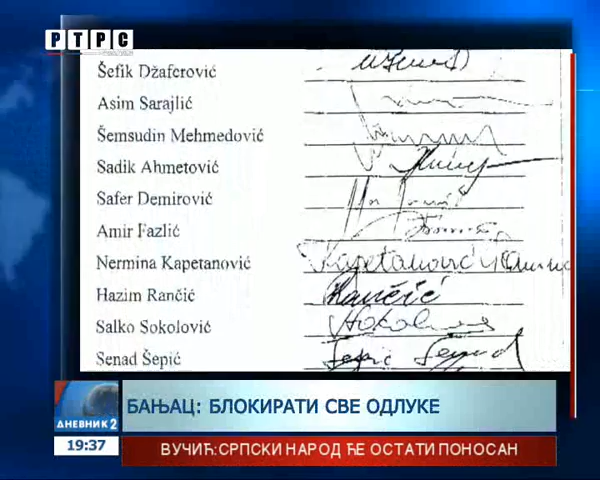 РТРС
Šefik Džaferović
Asim Sarajlić
Šemsudin Mehmedović
Sadik Ahmetović
Safer Demirović
Amir Fazlić
Nermina Kapetanović
Hazim Rančić
Rančić
Salko Sokolović
Senad Šepić
ДНЕВНИК 2
БАЊАЦ: БЛОКИРАТИ СВЕ ОДЛУКЕ
19:37
ВУЧИЋ:СРПСКИ НАРОД ЋЕ ОСТАТИ ПОНОСАН